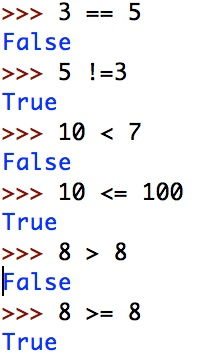 >>> 3 == 5
False
>>> 5 !=3
True
>>> 10 < 7
False
>>> 10 <= 100
True
>>> 8 > 8
False
>>> 8 >= 8
True